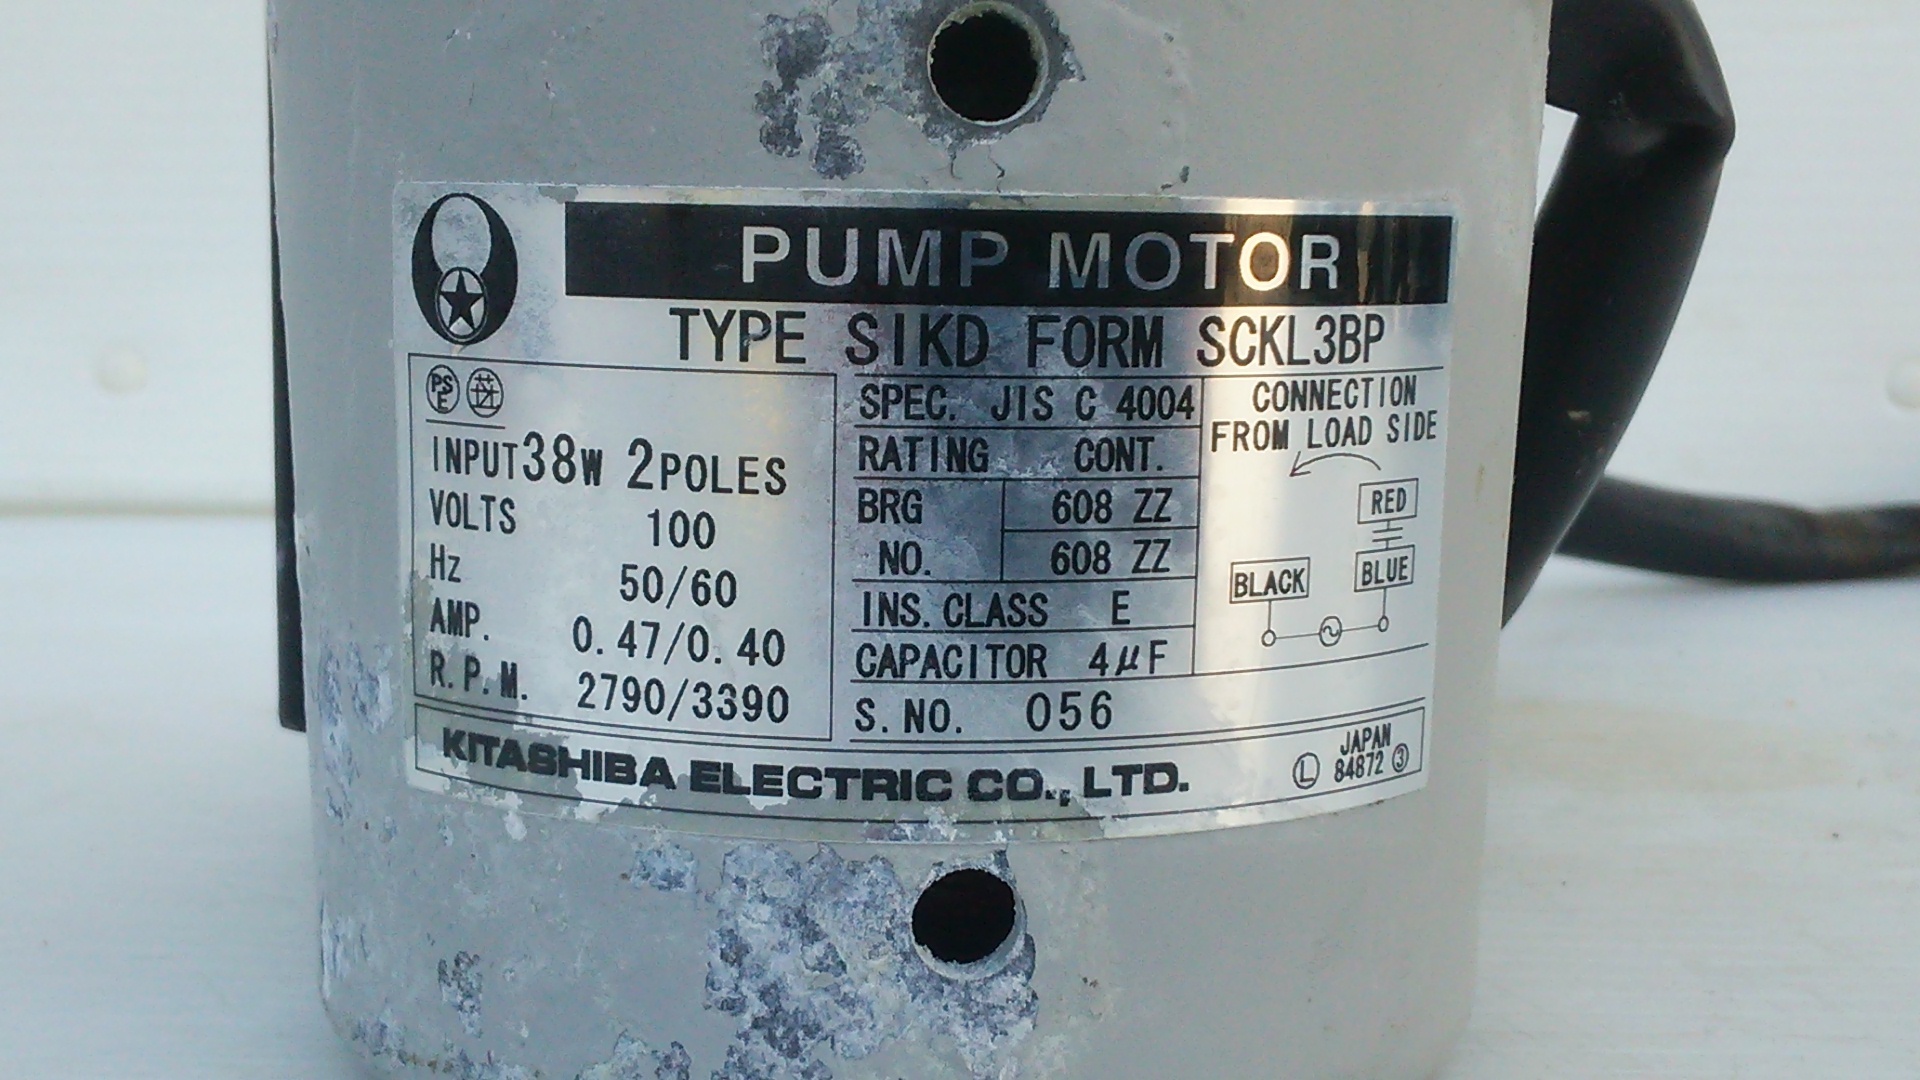 PUMP MOTOR
TYPE SIKD FORM SCKL3BP
PS
E
INPUT 38W 2POLES
VOLTS 100
Hz 50/60
AMP. 0.47/0.40
R.P.M. 2790/3390
SPEC. JIS C 4004
RATING CONT.
BRG 608 ZZ
NO. 608 ZZ
INS. CLASS E
CAPACITOR 4μF
S. NO. 056
CONNECTION
FROM LOAD SIDE
RED
BLACK BLUE
KITASHIBA ELECTRIC CO., LTD.
L JAPAN
84872 ③